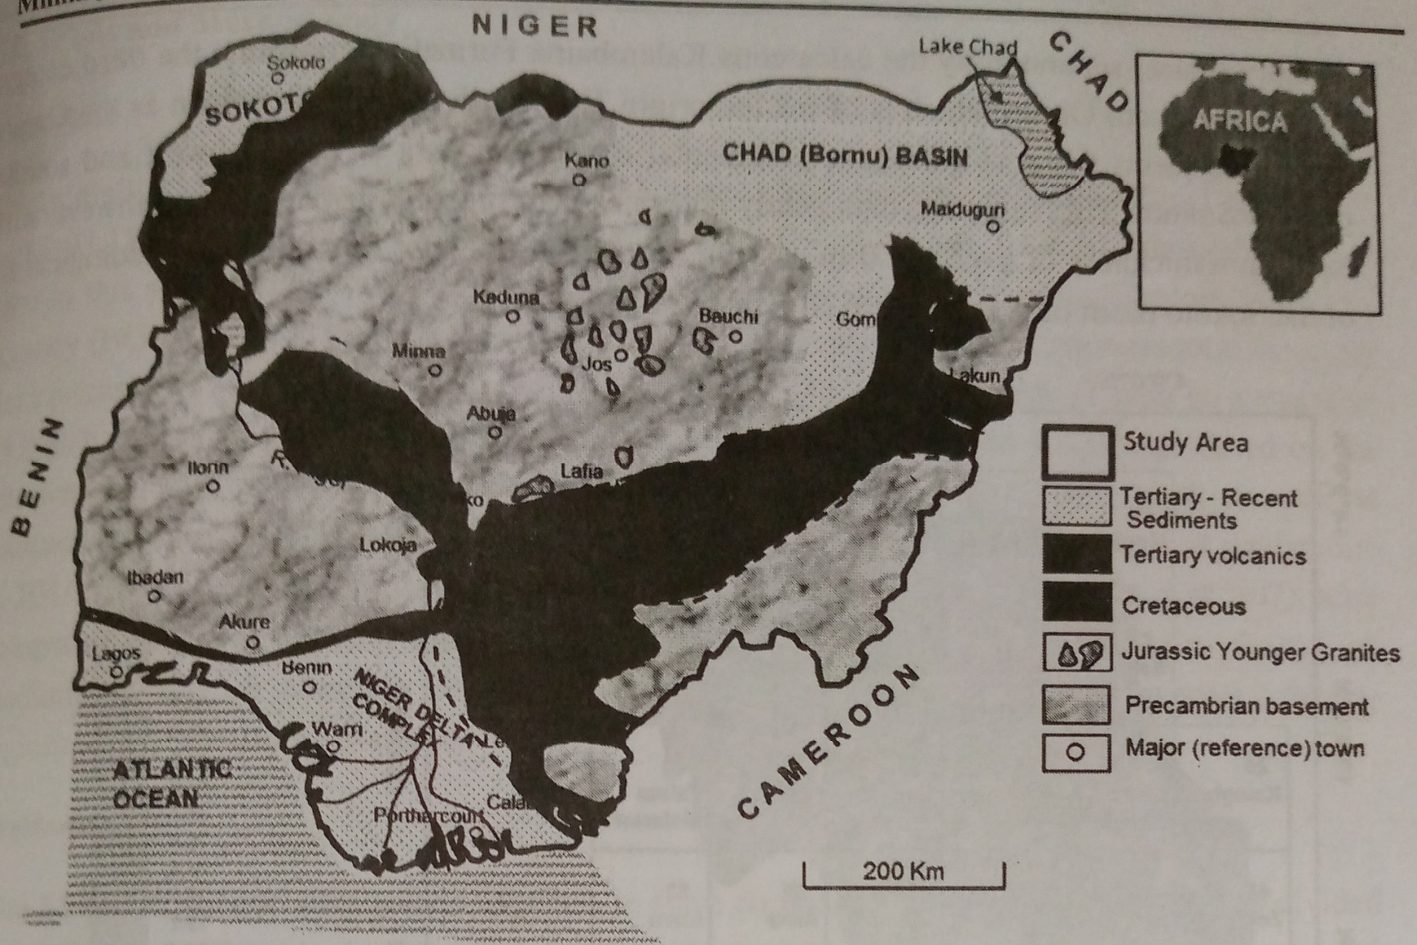 NIGER
CHAD
Lake Chad
Sokoto
SOKOTO
AFRICA
Kano
CHAD (Bornu) BASIN
Maiduguri
Kaduna
Bauchi
Gom
Minna
Jos
Lakun
Abuja
BENIN
Ilorin
R.
Lafia
ko
Lokoja
Ibadan
Akure
Lagos
Benin
NIGER DELTA
COMPLEX
Warri
ATLANTIC
OCEAN
Cala
Portharcourt
CAMEROON
200 Km
Study Area
Tertiary - Recent
Sediments
Tertiary volcanics
Cretaceous
Jurassic Younger Granites
Precambrian basement
Major (reference) town